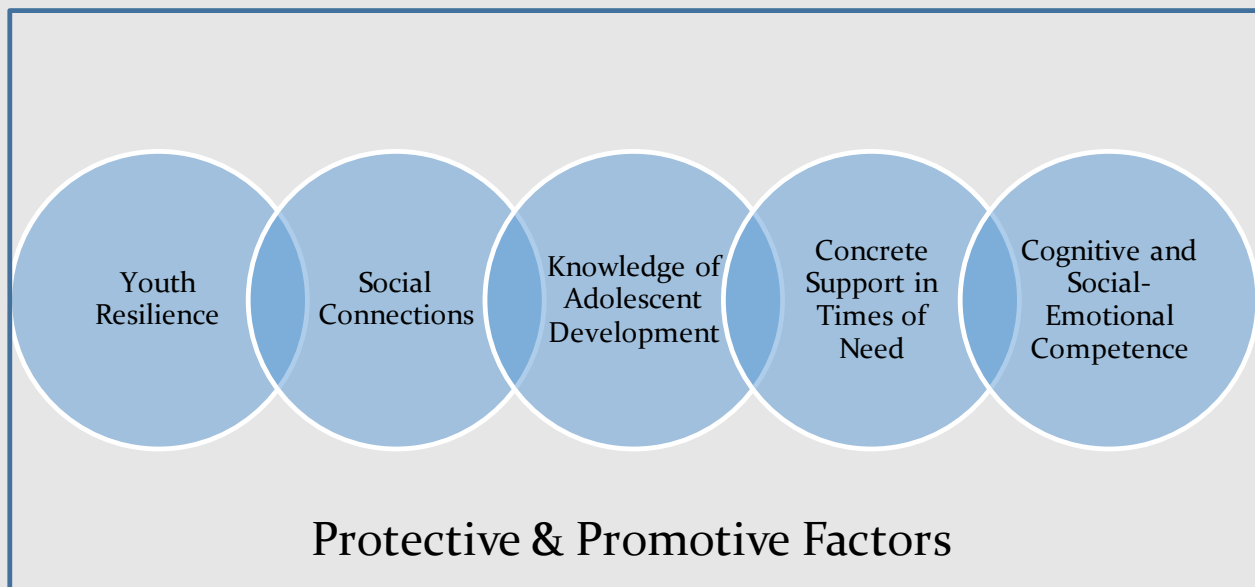 Youth
Resilience
Social
Connections
Knowledge of
Adolescent
Development
Concrete
Support in
Times of
Need
Cognitive and
Social-
Emotional
Competence
Protective & Promotive Factors